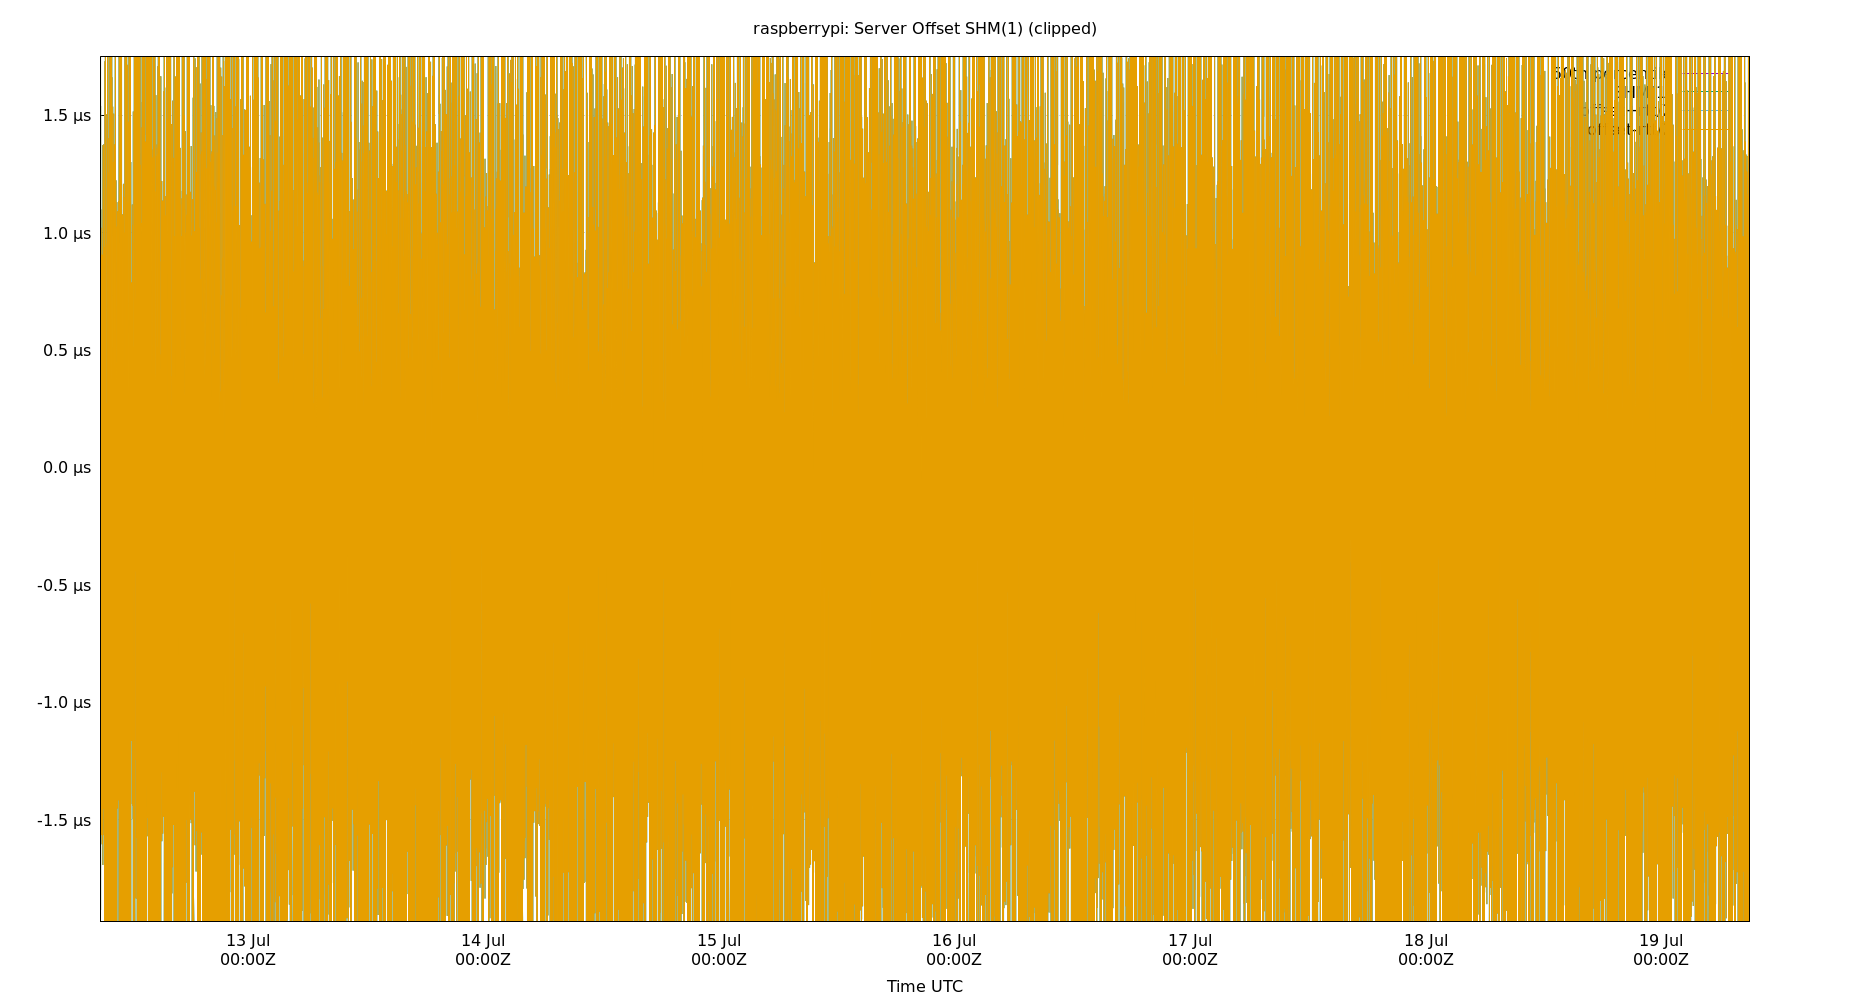 raspberrypi: Server Offset SHM(1) (clipped)
1.5 µs
1.0 µs
0.5 µs
0.0 µs
-0.5 µs
-1.0 µs
-1.5 µs
13 Jul
00:00Z
14 Jul
00:00Z
15 Jul
00:00Z
16 Jul
00:00Z
17 Jul
00:00Z
18 Jul
00:00Z
19 Jul
00:00Z
Time UTC